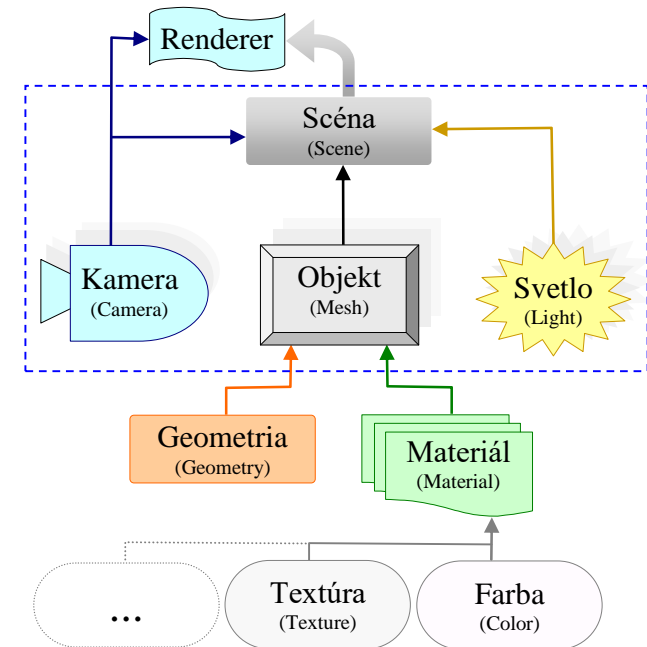 Renderer
Scéna
(Scene)
Kamera
(Camera)
Objekt
(Mesh)
Svetlo
(Light)
Geometria
(Geometry)
Materiál
(Material)
...
Textúra
(Texture)
Farba
(Color)